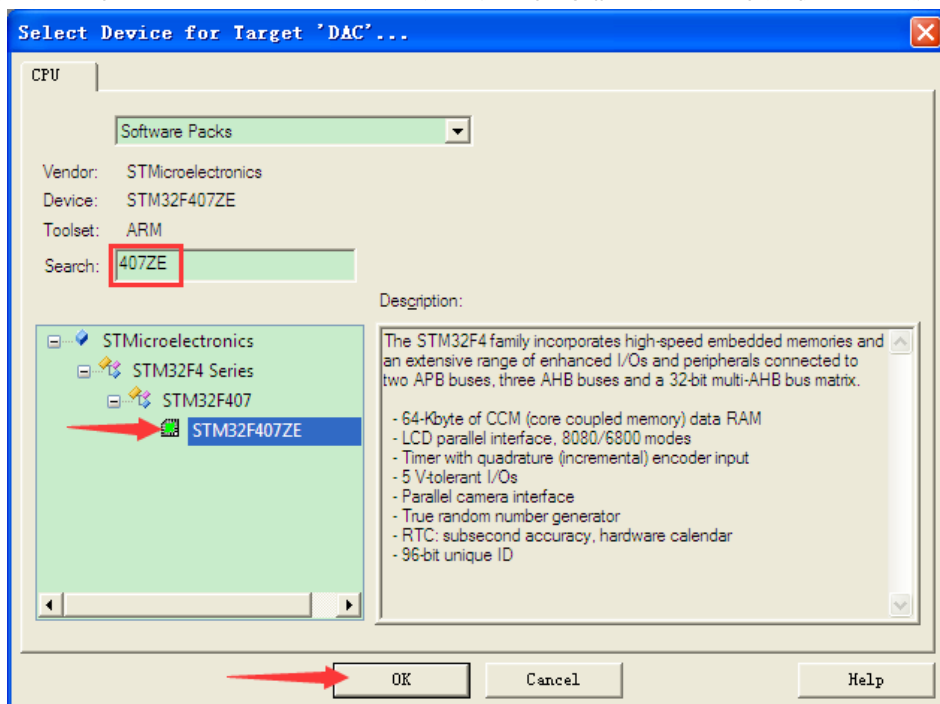 Select Device for Target 'DAC'...
CPU
Software Packs
Vendor: STMicroelectronics
Device: STM32F407ZE
Toolset: ARM
Search: 407ZE
Description:
STMicroelectronics
STM32F4 Series
STM32F407
STM32F407ZE
The STM32F4 family incorporates high-speed embedded memories and
an extensive range of enhanced I/Os and peripherals connected to
two APB buses, three AHB buses and a 32-bit multi-AHB bus matrix.
- 64-Kbyte of CCM (core coupled memory) data RAM
- LCD parallel interface, 8080/6800 modes
- Timer with quadrature (incremental) encoder input
- 5 V-tolerant I/Os
- Parallel camera interface
- True random number generator
- RTC: subsecond accuracy, hardware calendar
- 96-bit unique ID
OK
Cancel
Help